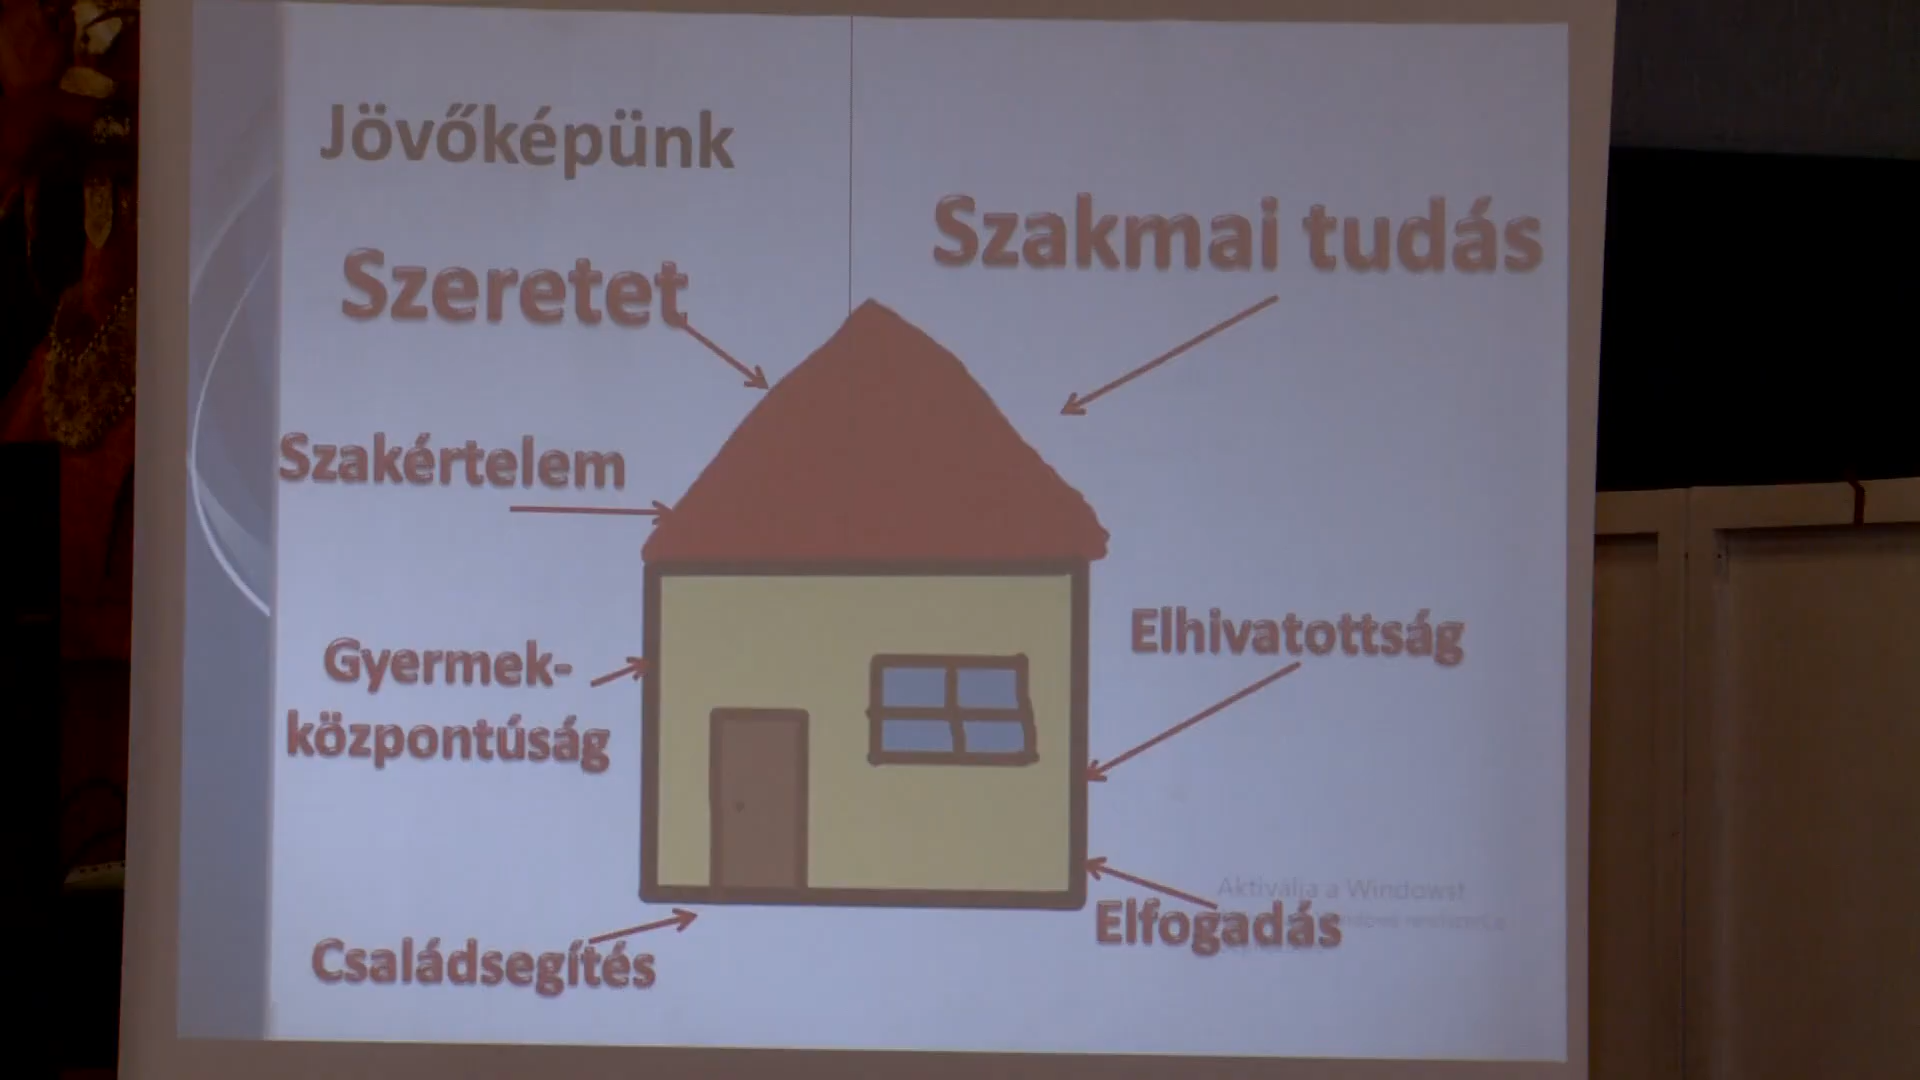 Jövőképünk
Szakmai tudás
Szeretet
Szakértelem
Elhivatottság
Gyermek-
központúság
Aktiválja a Windowst
Elfogadás
Családsegítés